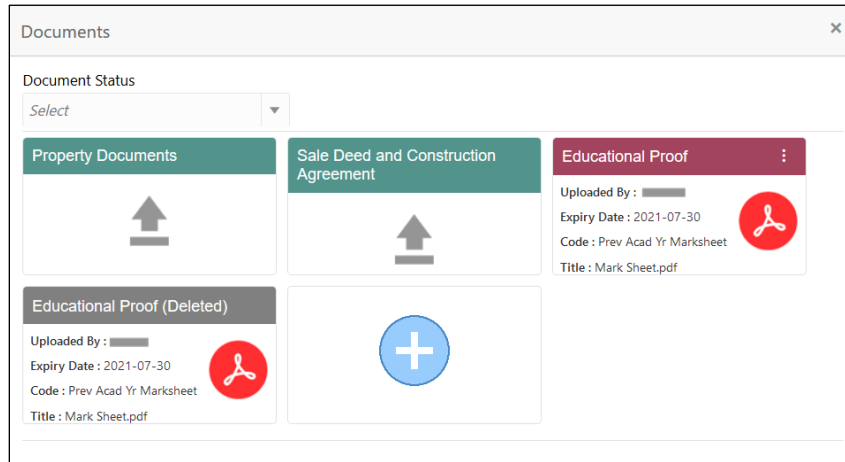 Documents
Document Status
Select
Property Documents
Sale Deed and Construction
Agreement
Educational Proof
Uploaded By :
Expiry Date : 2021-07-30
Code : Prev Acad Yr Marksheet
Title : Mark Sheet.pdf
Educational Proof (Deleted)
Uploaded By :
Expiry Date : 2021-07-30
Code : Prev Acad Yr Marksheet
Title : Mark Sheet.pdf